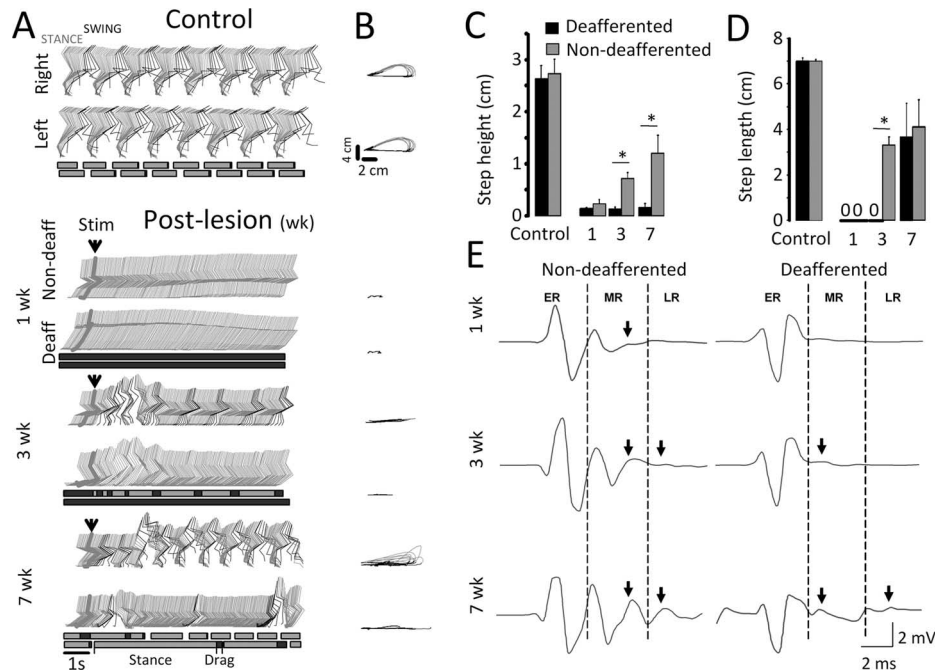 A
Control
B
STANCE
SWING
Right
Left
4 cm
2 cm
Post-lesion (wk)
Stim
1 wk
Non-deaff
Deaff
3 wk
7 wk
1s
Stance
Drag
C
Deafferented
Non-deafferented
Step height (cm)
3
2
1
0
*
*
Control
1
3
7
D
Step length (cm)
8
6
4
2
0
*
00
0
Control
1
3
7
E
Non-deafferented
Deafferented
ER
MR
LR
ER
MR
LR
1 wk
3 wk
7 wk
2 mV
2 ms